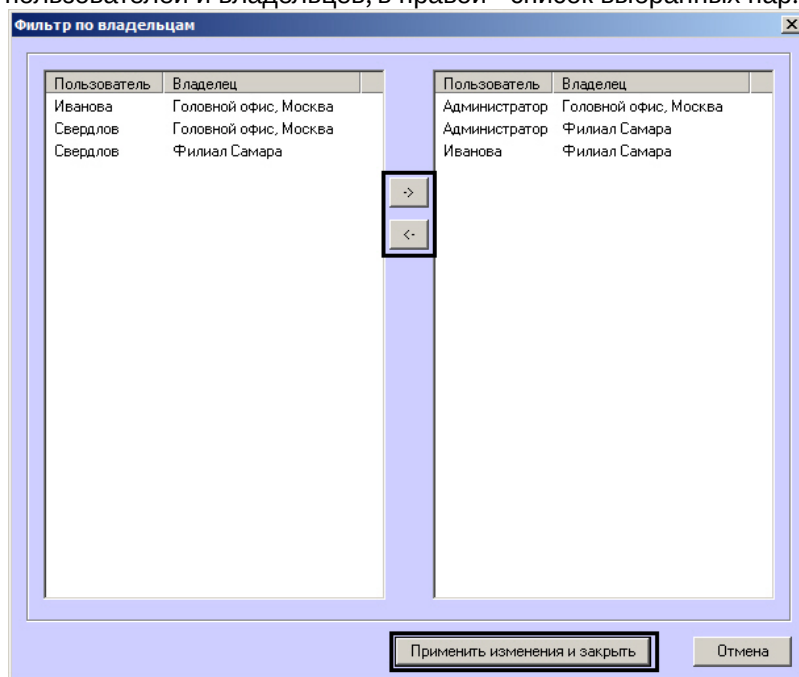 пользователей и владельцев, в правой - список выбранных пар.
Фильтр по владельцам
Пользователь Владелец
Иванова Головной офис, Москва
Свердлов Головной офис, Москва
Свердлов Филиал Самара
->
<-
Пользователь Владелец
Администратор Головной офис, Москва
Администратор Филиал Самара
Иванова Филиал Самара
Применить изменения и закрыть Отмена